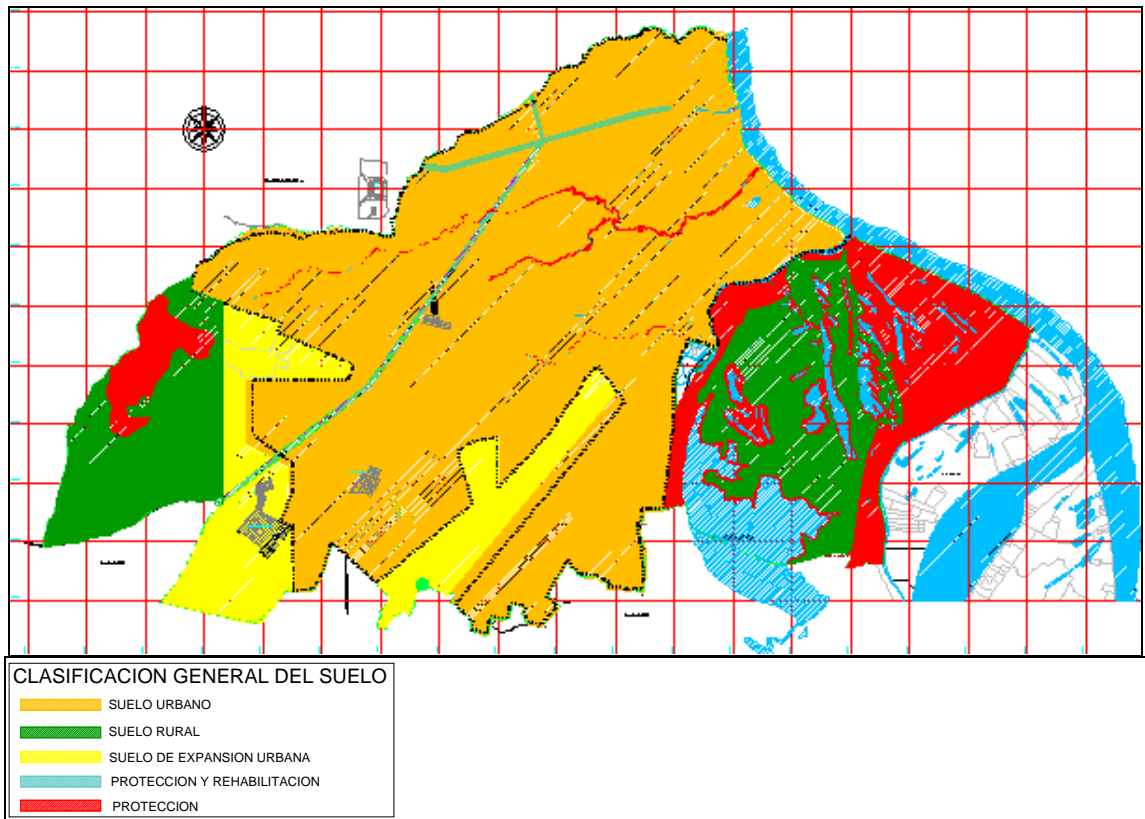 CLASIFICACION GENERAL DEL SUELO
SUELO URBANO
SUELO RURAL
SUELO DE EXPANSION URBANA
PROTECCION Y REHABILITACION
PROTECCION